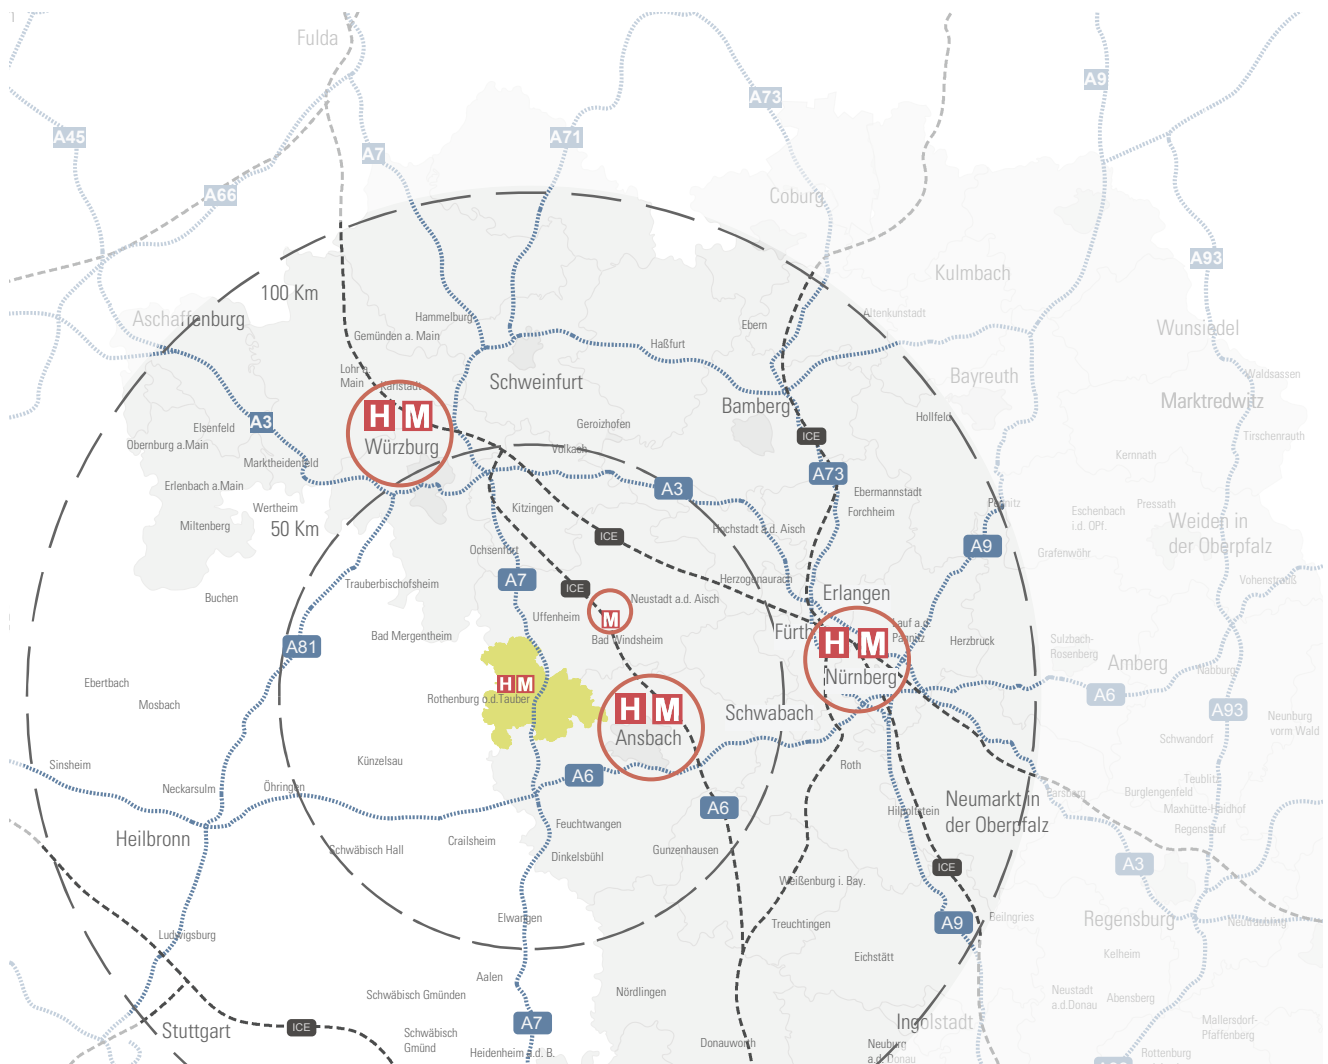 Fulda
A9
A73
A45
A71
A7
A66
Coburg
A93
Kulmbach
100 Km
Altenkunstadt
Aschaffenburg
Hammelburg
Ebern
Wunsiedel
Gemünden a. Main
Haßfurt
Lohr a.
Main
Karlstadt
Schweinfurt
Bayreuth
Waldsassen
Marktredwitz
Bamberg
Hollfeld
H M
A3
Elsenfeld
Geroizhofen
Tirschenrauth
ICE
Obernburg a.Main
Würzburg
Volkach
Kernnath
Marktheidenfeld
A73
Erlenbach a.Main
A3
Ebermannstadt
Wertheim
Kitzingen
Forchheim
Pegnitz
Pressath
Eschenbach
i.d. OPf.
Weiden in
der Oberpfalz
Miltenberg
50 Km
Höchstadt a.d. Aisch
ICE
A9
Ochsenfurt
Grafenwöhr
A7
Herzogenaurach
Vohenstrauß
Trauberbischofsheim
ICE
Erlangen
Buchen
Neustadt a.d. Aisch
Uffenheim
M
Lauf a.d.
Pegnitz
Fürth
Bad Mergentheim
Bad Windsheim
Herzbruck
Sulzbach-
Rosenberg
A81
H M
Amberg
Nabburg
Ebertbach
H M
Nürnberg
A6
Mosbach
Rothenburg o.d.Tauber
H M
Schwabach
A93
Neunburg
vorm Wald
Ansbach
Schwandorf
Sinsheim
Künzelsau
Roth
A6
Teublitz
Neckarsulm
Öhringen
Burglengenfeld
Parsberg
Neumarkt in
der Oberpfalz
Maxhütte-Haidhof
A6
Hilpoltstein
Regenstauf
Heilbronn
Feuchtwangen
Crailsheim
Schwäbisch Hall
Gunzenhausen
Dinkelsbühl
A3
ICE
Weißenburg i. Bay.
Elwangen
Treuchtingen
A9
Beilngries
Regensburg
Neutraubling
Ludwigsburg
Eichstätt
Kelheim
Aalen
Schwäbisch Gmünden
Nördlingen
Neustadt
a.d.Donau
Abensberg
Stuttgart
ICE
A7
Ingolstadt
Mallersdorf-
Pfaffenberg
Schwäbisch
Gmünd
Donauworth
Neuburg
a.d. Donau
Heidenheim a.d. B.
Rottenburg